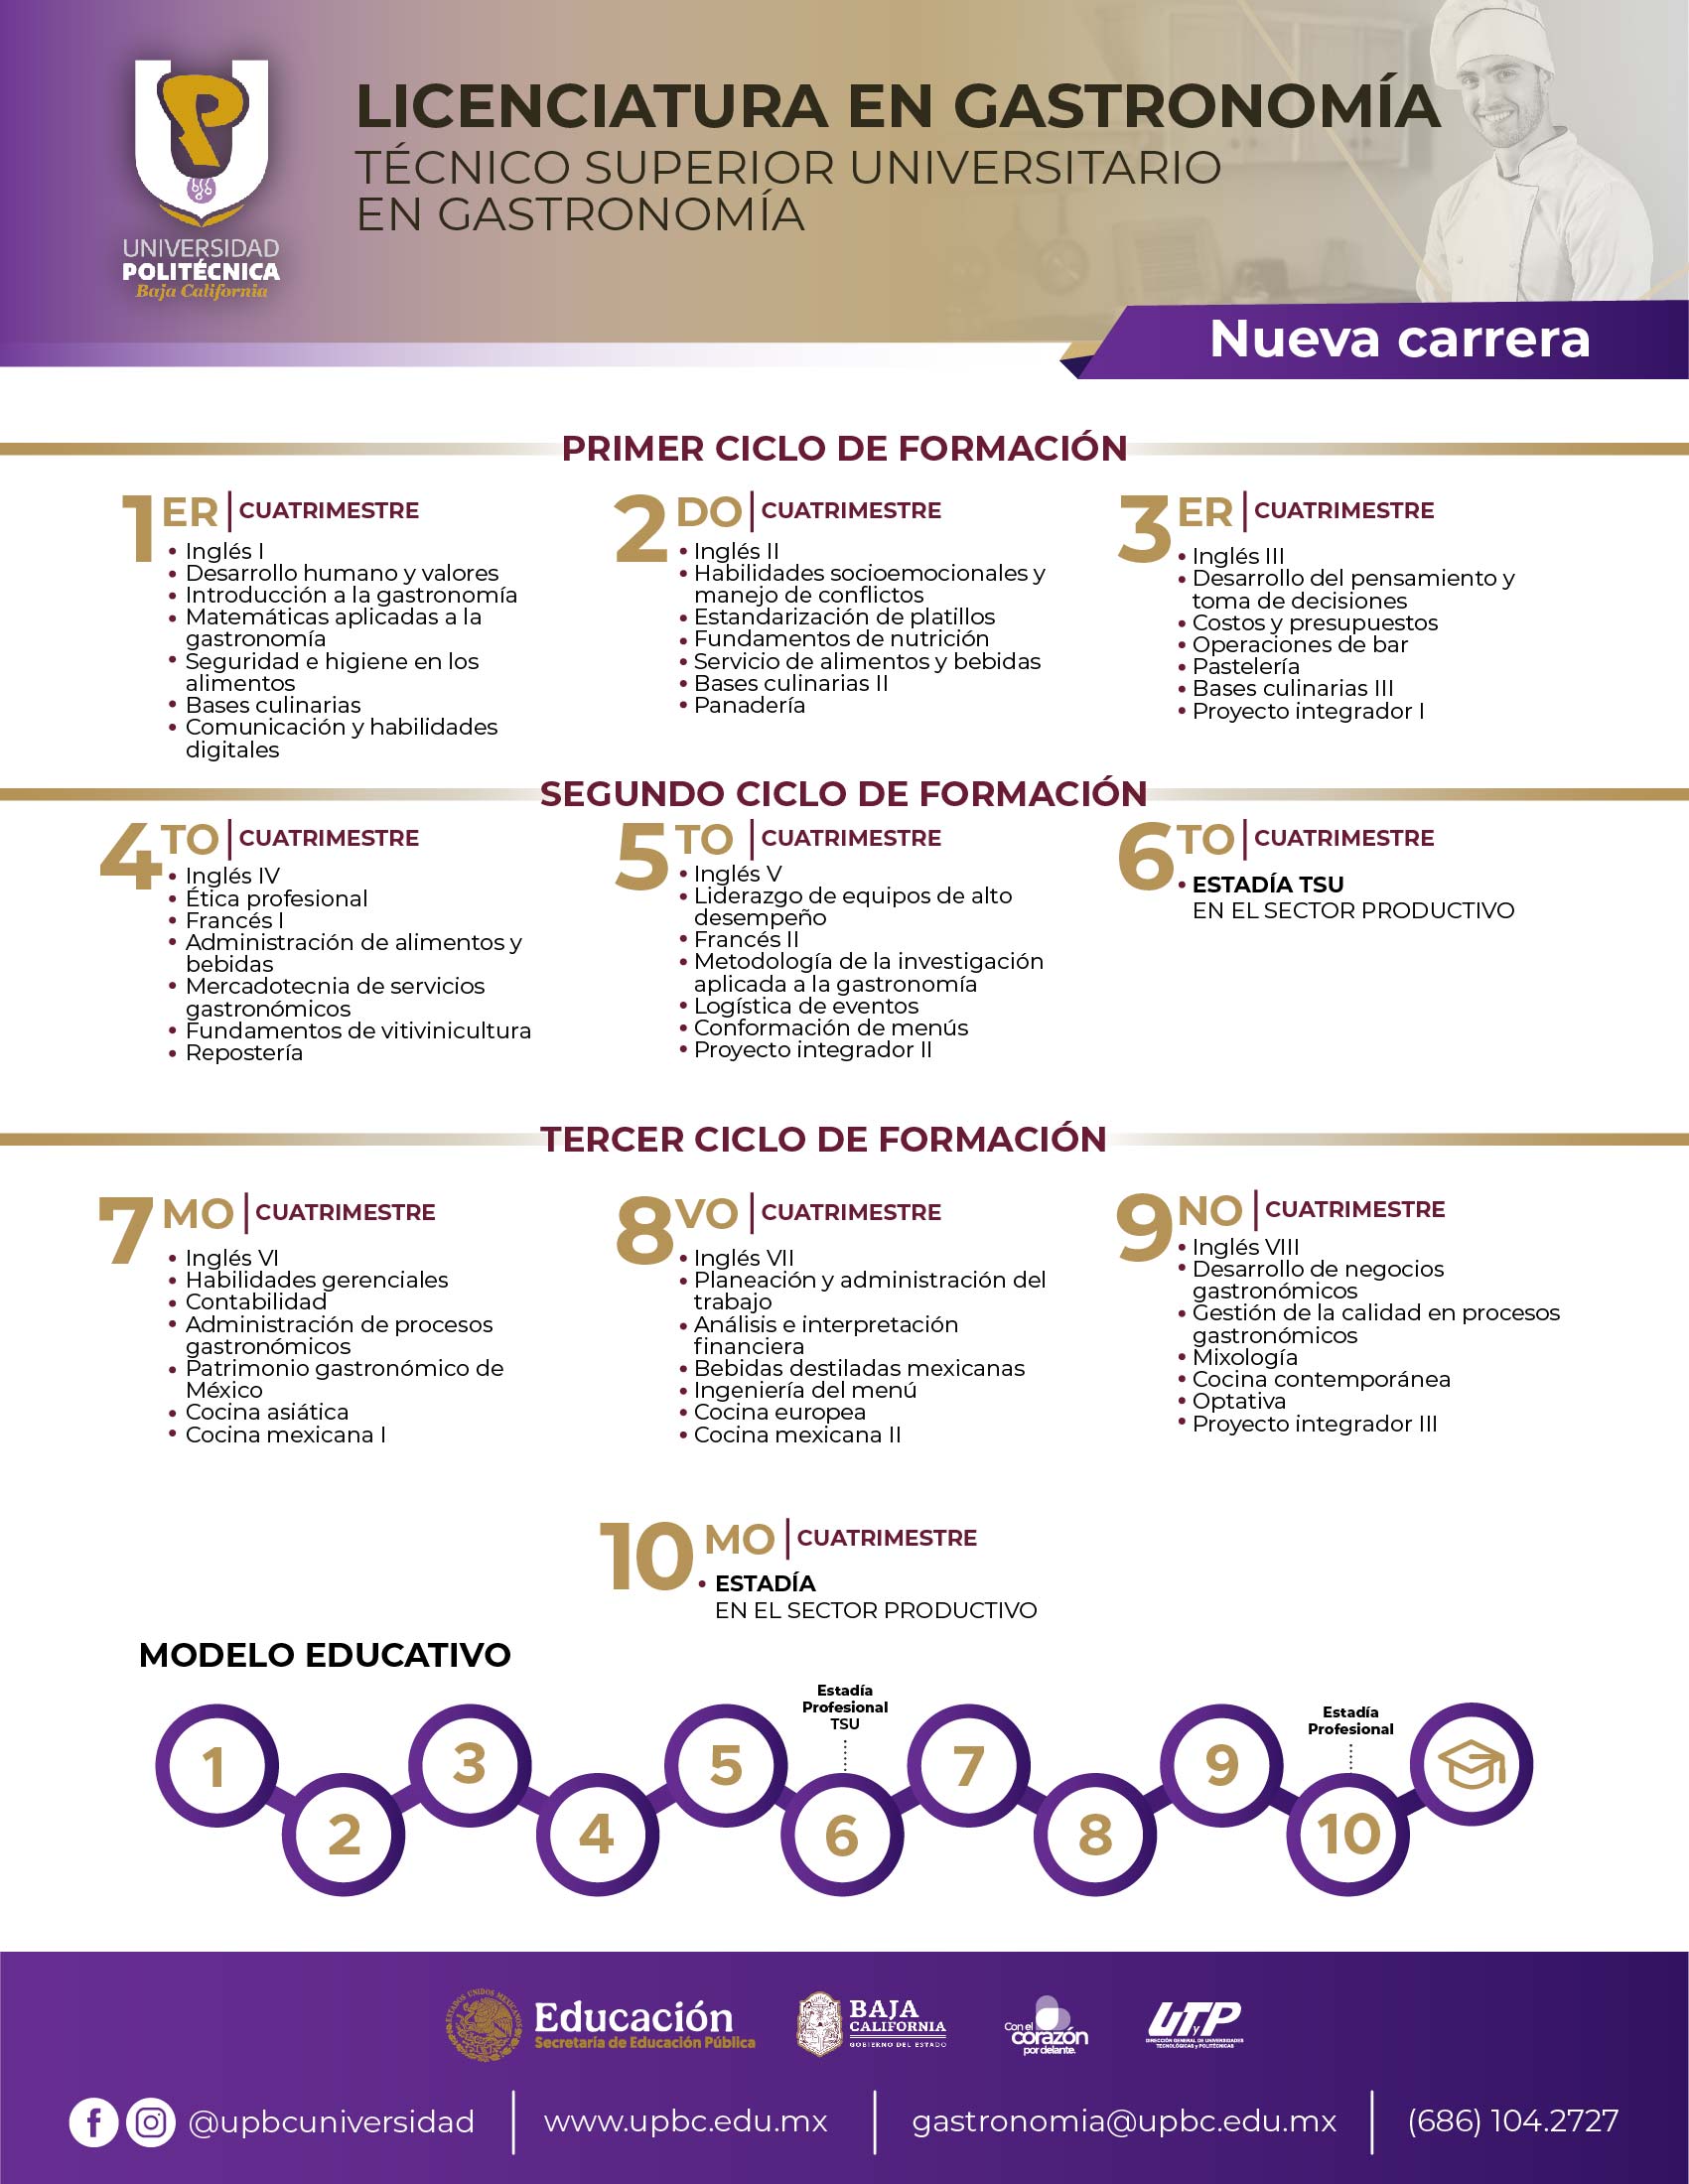 LICENCIATURA EN GASTRONOMÍA
TÉCNICO SUPERIOR UNIVERSITARIO
EN GASTRONOMÍA
UNIVERSIDAD
POLITÉCNICA
Baja California
Nueva carrera
PRIMER CICLO DE FORMACIÓN
1ER | CUATRIMESTRE
• Inglés I
• Desarrollo humano y valores
• Introducción a la gastronomía
• Matemáticas aplicadas a la
gastronomía
• Seguridad e higiene en los
alimentos
• Bases culinarias
• Comunicación y habilidades
digitales
2DO | CUATRIMESTRE
• Inglés II
• Habilidades socioemocionales y
manejo de conflictos
• Estandarización de platillos
• Fundamentos de nutrición
• Servicio de alimentos y bebidas
• Bases culinarias II
• Panadería
3ER | CUATRIMESTRE
• Inglés III
• Desarrollo del pensamiento y
toma de decisiones
• Costos y presupuestos
• Operaciones de bar
• Pastelería
• Bases culinarias III
• Proyecto integrador I
SEGUNDO CICLO DE FORMACIÓN
4TO | CUATRIMESTRE
• Inglés IV
• Ética profesional
• Francés I
• Administración de alimentos y
bebidas
• Mercadotecnia de servicios
gastronómicos
• Fundamentos de vitivinicultura
• Repostería
5TO | CUATRIMESTRE
• Inglés V
• Liderazgo de equipos de alto
desempeño
• Francés II
• Metodología de la investigación
aplicada a la gastronomía
• Logística de eventos
• Conformación de menús
• Proyecto integrador II
6TO | CUATRIMESTRE
• ESTADÍA TSU
EN EL SECTOR PRODUCTIVO
TERCER CICLO DE FORMACIÓN
7MO | CUATRIMESTRE
• Inglés VI
• Habilidades gerenciales
• Contabilidad
• Administración de procesos
gastronómicos
• Patrimonio gastronómico de
México
• Cocina asiática
• Cocina mexicana I
8VO | CUATRIMESTRE
• Inglés VII
• Planeación y administración del
trabajo
• Análisis e interpretación
financiera
• Bebidas destiladas mexicanas
• Ingeniería del menú
• Cocina europea
• Cocina mexicana II
9NO | CUATRIMESTRE
• Inglés VIII
• Desarrollo de negocios
gastronómicos
• Gestión de la calidad en procesos
gastronómicos
• Mixología
• Cocina contemporánea
• Optativa
• Proyecto integrador III
10MO | CUATRIMESTRE
• ESTADÍA
EN EL SECTOR PRODUCTIVO
MODELO EDUCATIVO
1
2
3
4
5
Estadía
Profesional
TSU
6
7
8
9
Estadía
Profesional
10
ESTADOS UNIDOS MEXICANOS
Educación
Secretaría de Educación Pública
BAJA
CALIFORNIA
GOBIERNO DEL ESTADO
Con el
corazón
por delante.
UTyP
DIRECCIÓN GENERAL DE UNIVERSIDADES
TECNOLÓGICAS y POLITÉCNICAS
@upbcuniversidad
www.upbc.edu.mx
gastronomia@upbc.edu.mx
(686) 104.2727